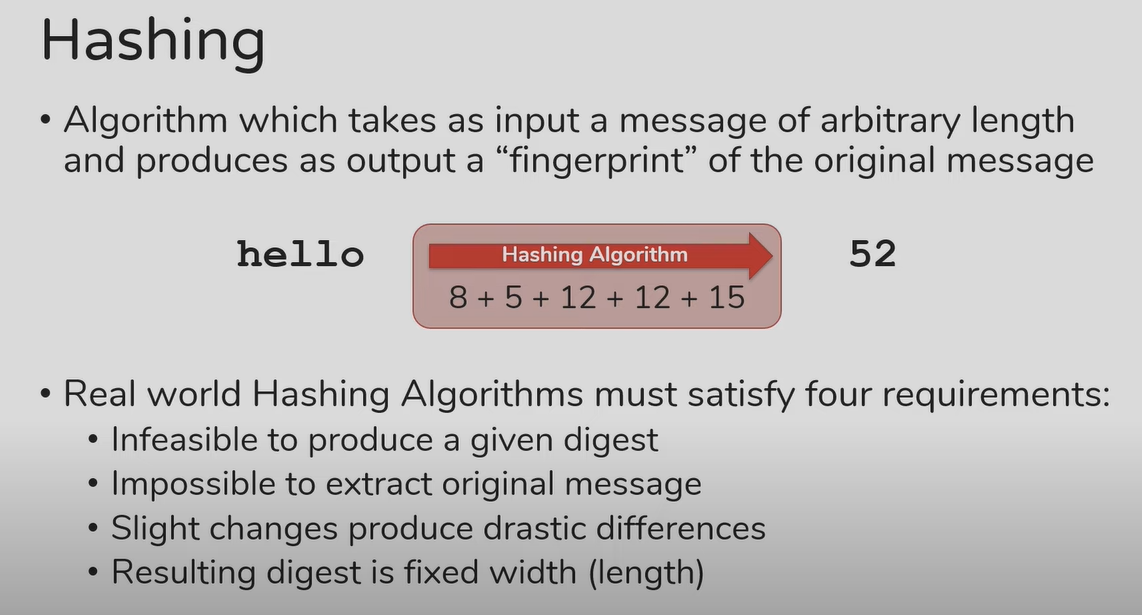 Hashing
• Algorithm which takes as input a message of arbitrary length
and produces as output a “fingerprint” of the original message
hello
Hashing Algorithm
8 + 5 + 12 + 12 + 15
52
• Real world Hashing Algorithms must satisfy four requirements:
• Infeasible to produce a given digest
• Impossible to extract original message
• Slight changes produce drastic differences
• Resulting digest is fixed width (length)